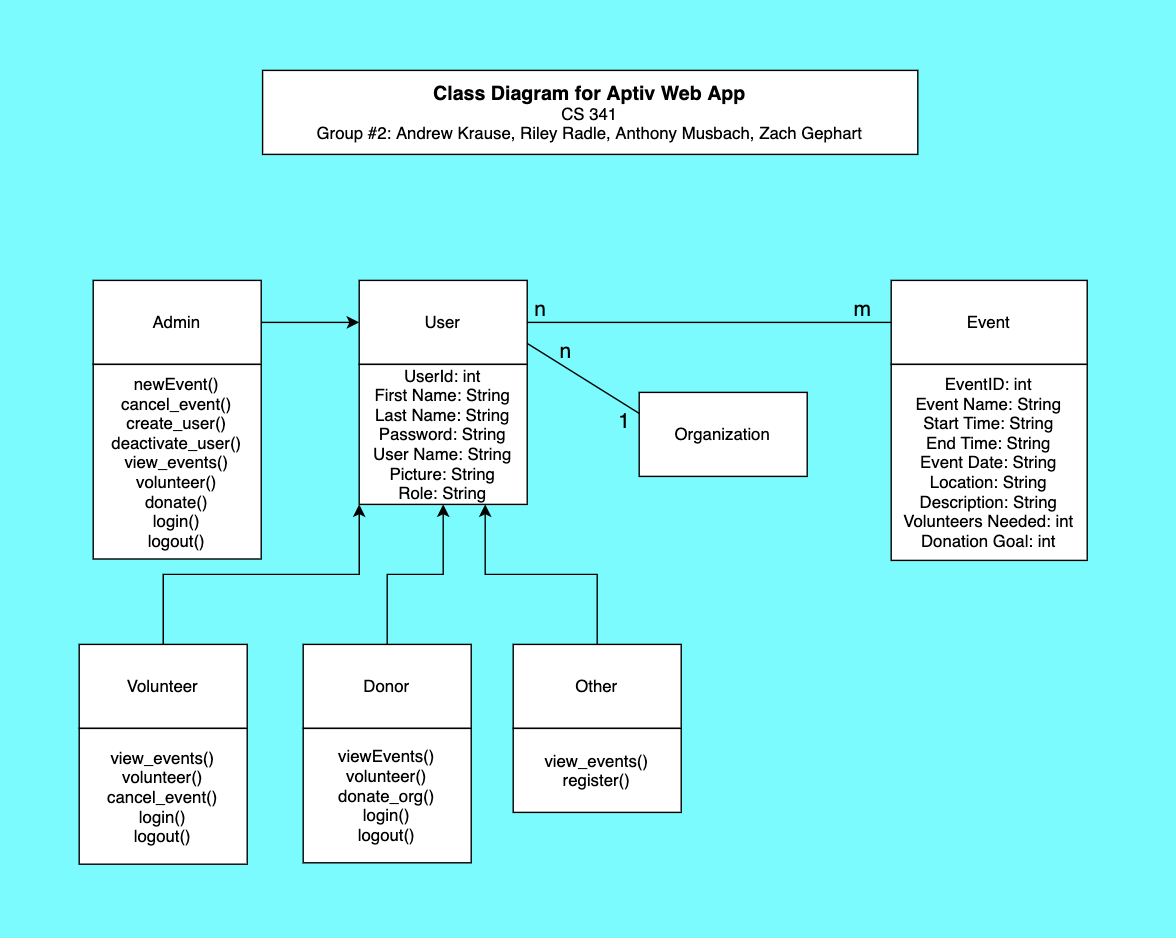 Class Diagram for Aptiv Web App
CS 341
Group #2: Andrew Krause, Riley Radle, Anthony Musbach, Zach Gephart
Admin
newEvent()
cancel_event()
create_user()
deactivate_user()
view_events()
volunteer()
donate()
login()
logout()
User
UserId: int
First Name: String
Last Name: String
Password: String
User Name: String
Picture: String
Role: String
n
m
n
1
Organization
Event
EventID: int
Event Name: String
Start Time: String
End Time: String
Event Date: String
Location: String
Description: String
Volunteers Needed: int
Donation Goal: int
Volunteer
view_events()
volunteer()
cancel_event()
login()
logout()
Donor
viewEvents()
volunteer()
donate_org()
login()
logout()
Other
view_events()
register()